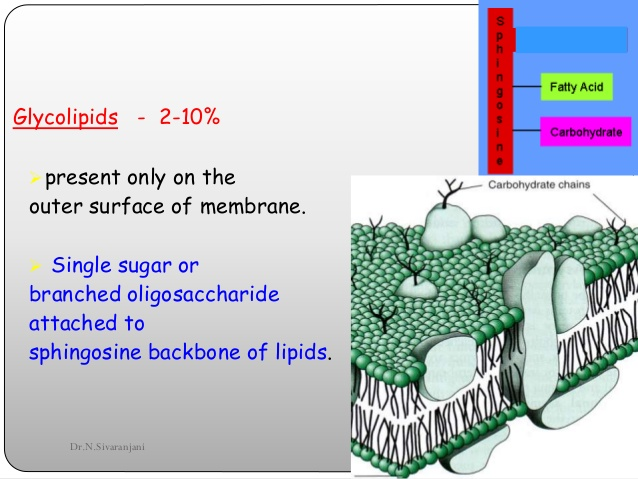 Glycolipids - 2-10%
present only on the
outer surface of membrane.
Single sugar or
branched oligosaccharide
attached to
sphingosine backbone of lipids.
Dr.N.Sivaranjani
Sphingosine
Fatty Acid
Carbohydrate
Carbohydrate chains